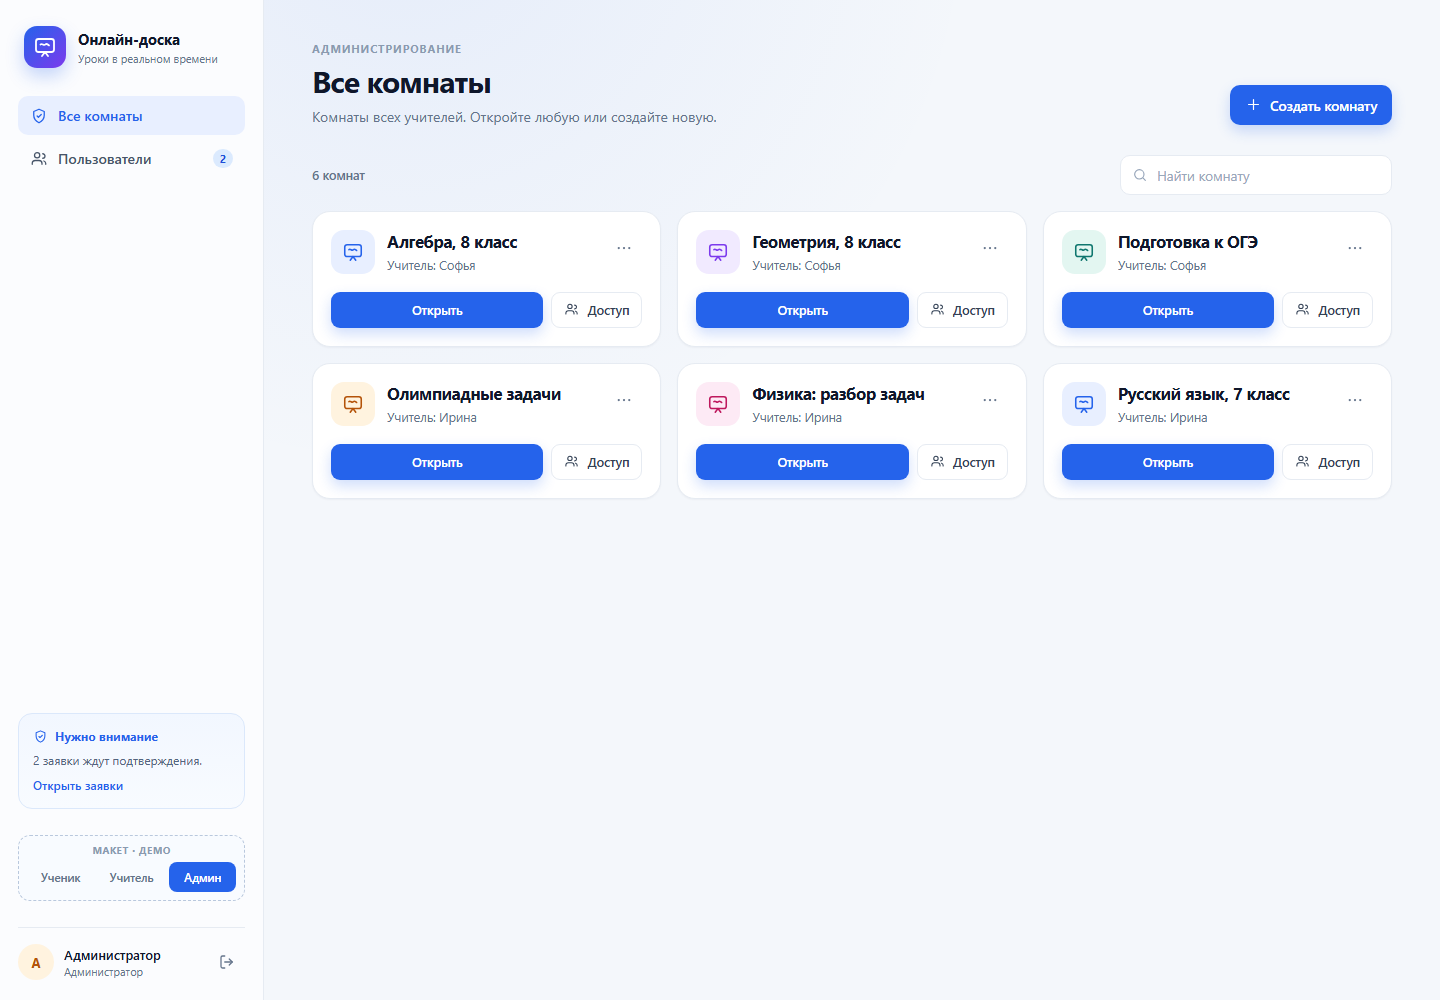 Онлайн-доска
Уроки в реальном времени
Все комнаты
Пользователи 2
АДМИНИСТРИРОВАНИЕ
Все комнаты
Комнаты всех учителей. Откройте любую или создайте новую.
Создать комнату
6 комнат
Найти комнату
Алгебра, 8 класс
Учитель: Софья
Открыть Доступ
Геометрия, 8 класс
Учитель: Софья
Открыть Доступ
Подготовка к ОГЭ
Учитель: Софья
Открыть Доступ
Олимпиадные задачи
Учитель: Ирина
Открыть Доступ
Физика: разбор задач
Учитель: Ирина
Открыть Доступ
Русский язык, 7 класс
Учитель: Ирина
Открыть Доступ
Нужно внимание
2 заявки ждут подтверждения.
Открыть заявки
МАКЕТ · ДЕМО
Ученик Учитель Админ
А
Администратор
Администратор